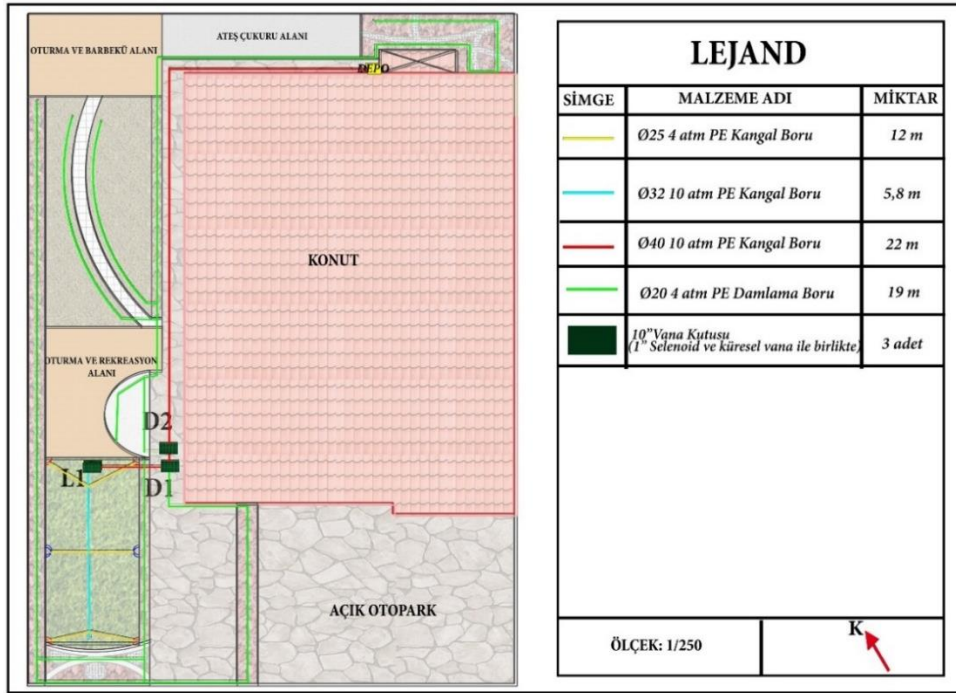 OTURMA VE BARBEKÜ ALANI
ATEŞ ÇUKURU ALANI
DEPO
KONUT
OTURMA VE REKREASYON
ALANI
D2
L1
D1
AÇIK OTOPARK
LEJAND
SİMGE MALZEME ADI MİKTAR
Ø25 4 atm PE Kangal Boru 12 m
Ø32 10 atm PE Kangal Boru 5,8 m
Ø40 10 atm PE Kangal Boru 22 m
Ø20 4 atm PE Damlama Boru 19 m
10" Vana Kutusu
(1" Selenoid ve küresel vana ile birlikte) 3 adet
ÖLÇEK: 1/250
K